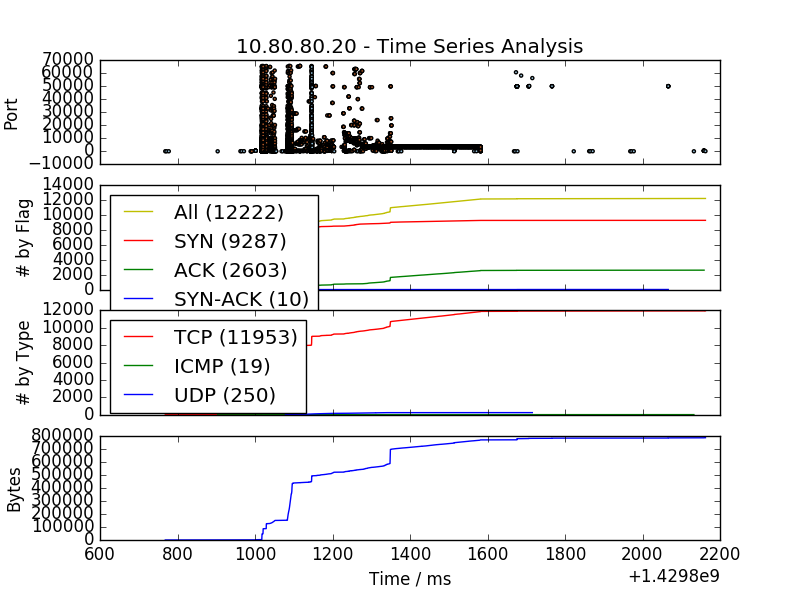 10.80.80.20 - Time Series Analysis
70000
60000
50000
40000
30000
20000
10000
0
−10000
Port
14000
12000
10000
8000
6000
4000
2000
0
# by Flag
All (12222)
SYN (9287)
ACK (2603)
SYN-ACK (10)
12000
10000
8000
6000
4000
2000
0
# by Type
TCP (11953)
ICMP (19)
UDP (250)
800000
700000
600000
500000
400000
300000
200000
100000
0
Bytes
600 800 1000 1200 1400 1600 1800 2000 2200
Time / ms
+1.4298e9